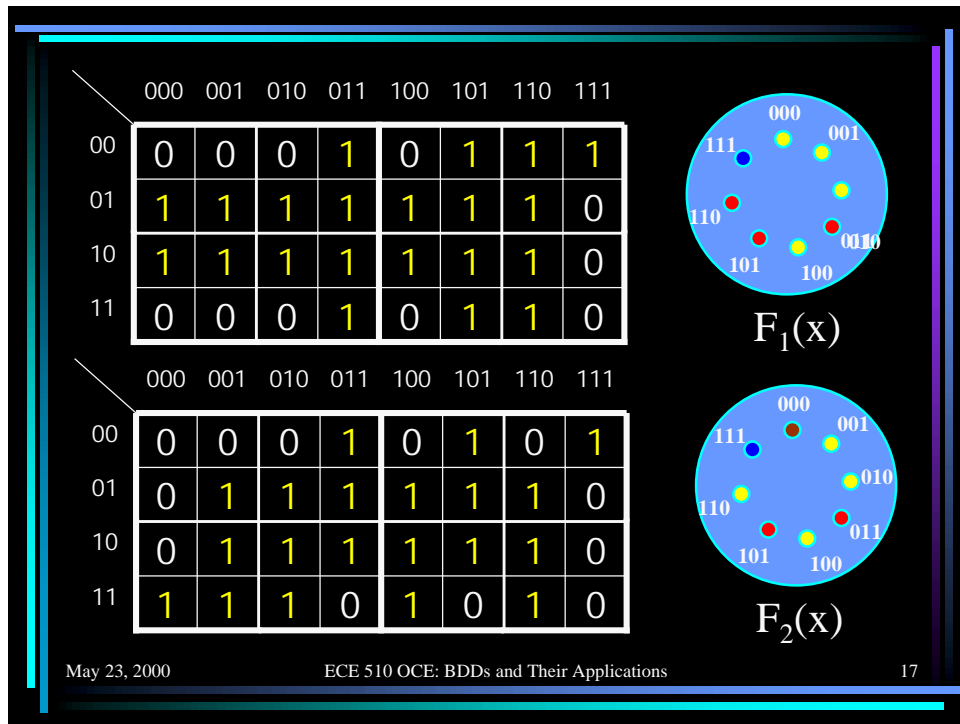 000 001 010 011 100 101 110 111
00 0 0 0 1 0 1 1 1
01 1 1 1 1 1 1 1 0
10 1 1 1 1 1 1 1 0
11 0 0 0 1 0 1 1 0
000
001
111
110
011
010
101
100
F1(x)
000 001 010 011 100 101 110 111
00 0 0 0 1 0 1 0 1
01 0 1 1 1 1 1 1 0
10 0 1 1 1 1 1 1 0
11 1 1 1 0 1 0 1 0
000
001
111
010
110
011
101
100
F2(x)
May 23, 2000 ECE 510 OCE: BDDs and Their Applications 17